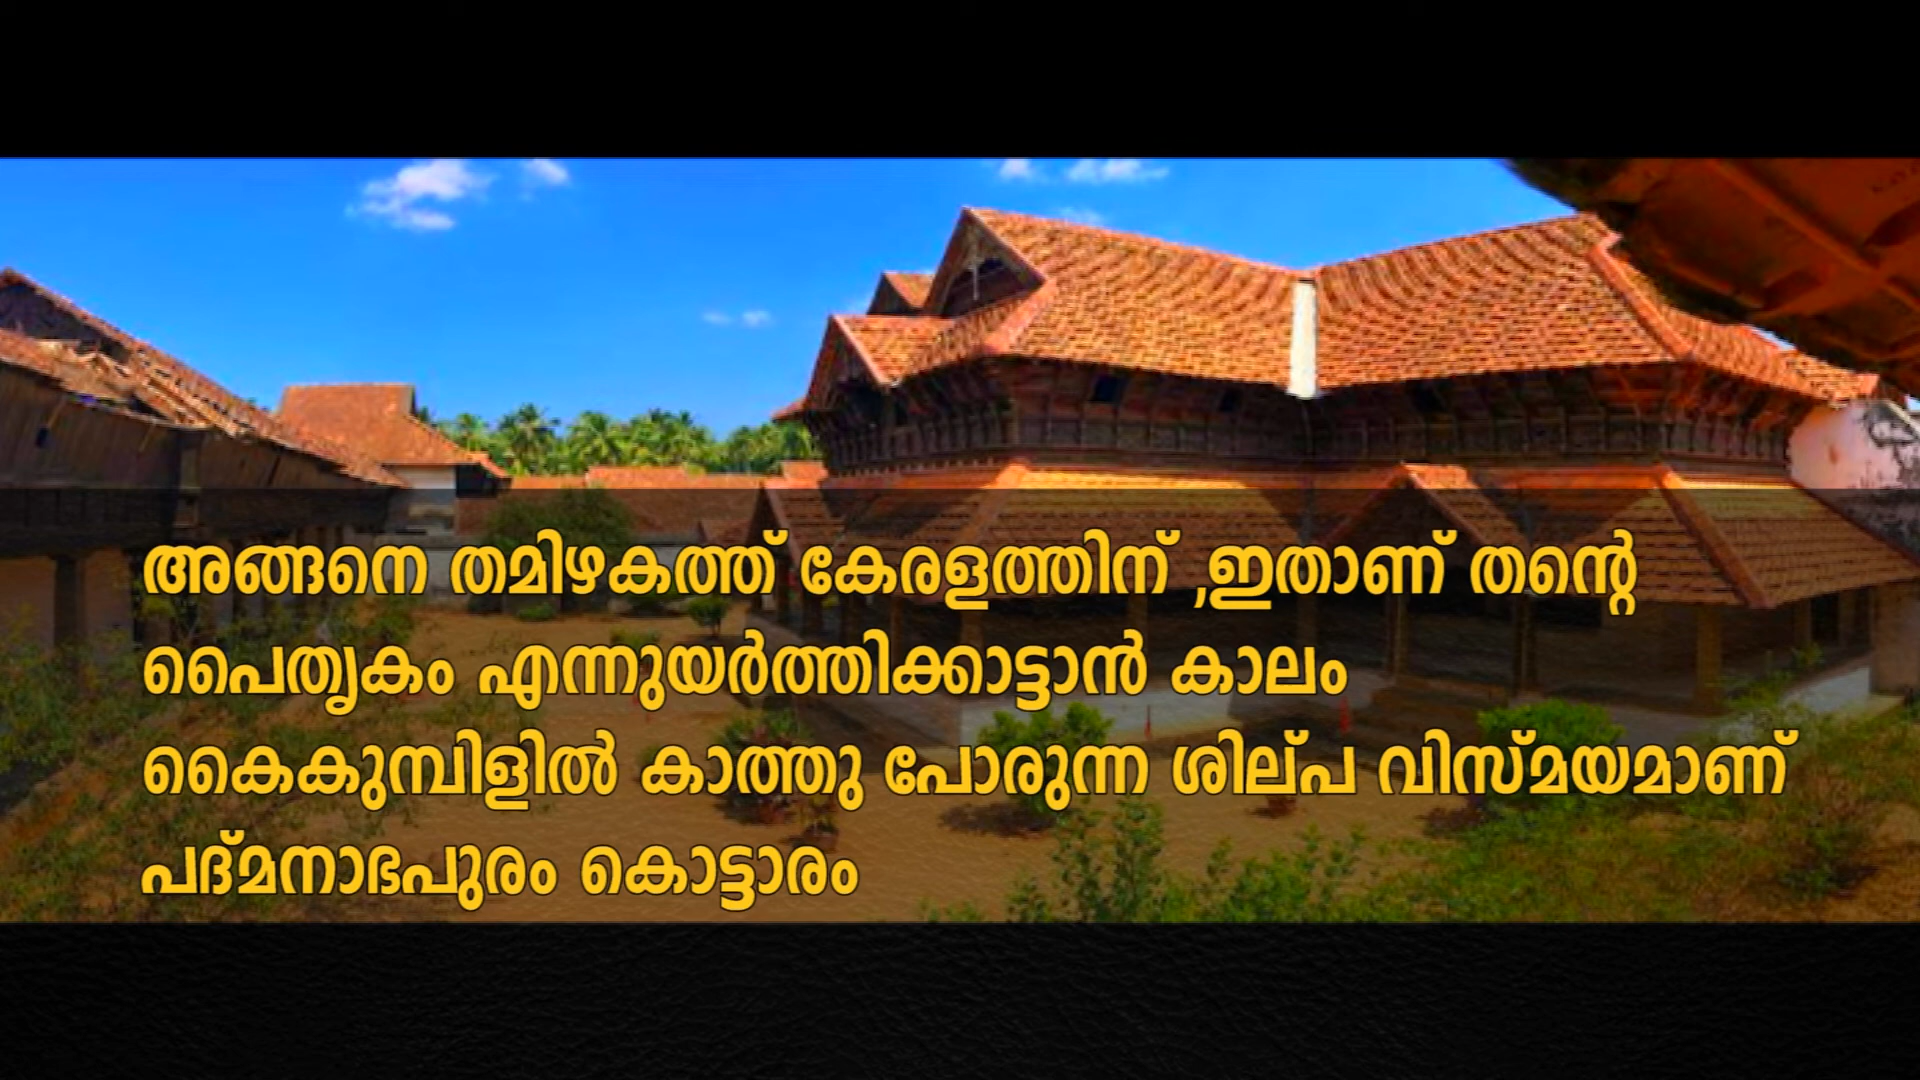 അങ്ങനെ തമിഴകത്ത് കേരളത്തിന് ,ഇതാണ് തന്റെ
പൈതൃകം എന്നുയർത്തിക്കാട്ടാൻ കാലം
കൈകുമ്പിളിൽ കാത്തു പോരുന്ന ശില്പ വിസ്മയമാണ്
പദ്മനാഭപുരം കൊട്ടാരം